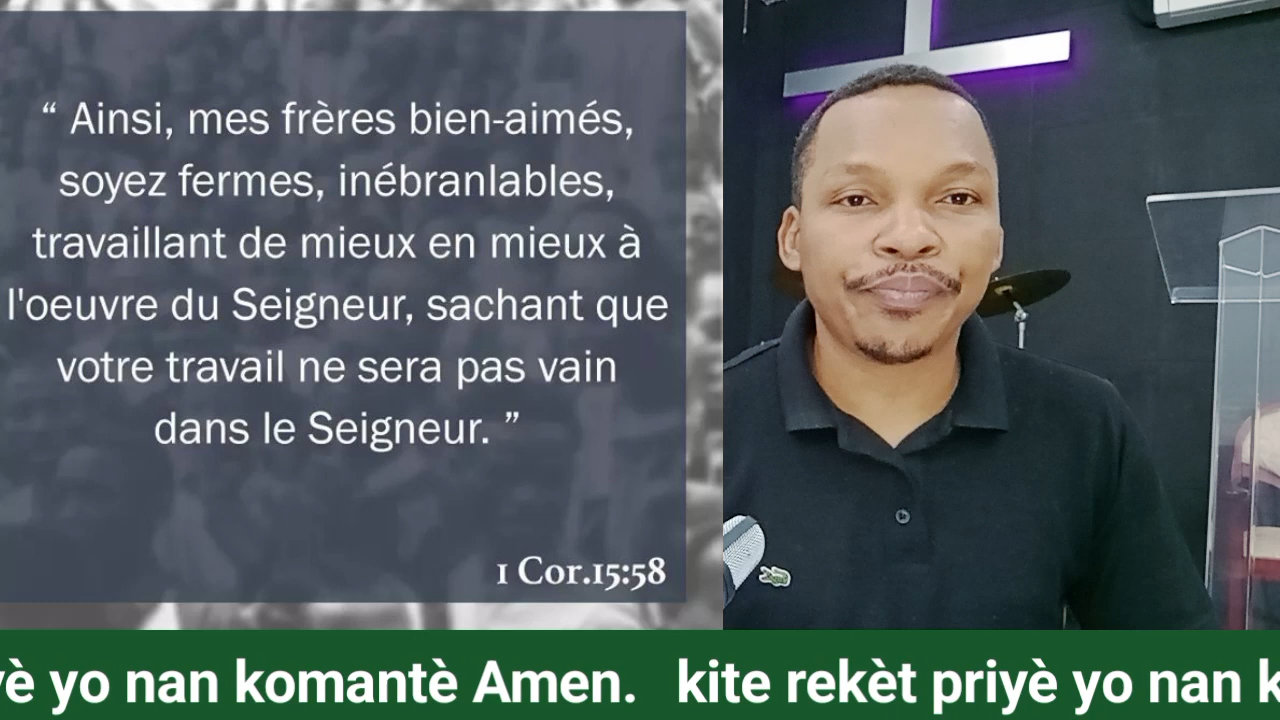 “ Ainsi, mes frères bien-aimés,
soyez fermes, inébranlables,
travaillant de mieux en mieux à
l'oeuvre du Seigneur, sachant que
votre travail ne sera pas vain
dans le Seigneur. ”
1 Cor.15:58
yè yo nan komantè Amen. kite rekèt priyè yo nan k